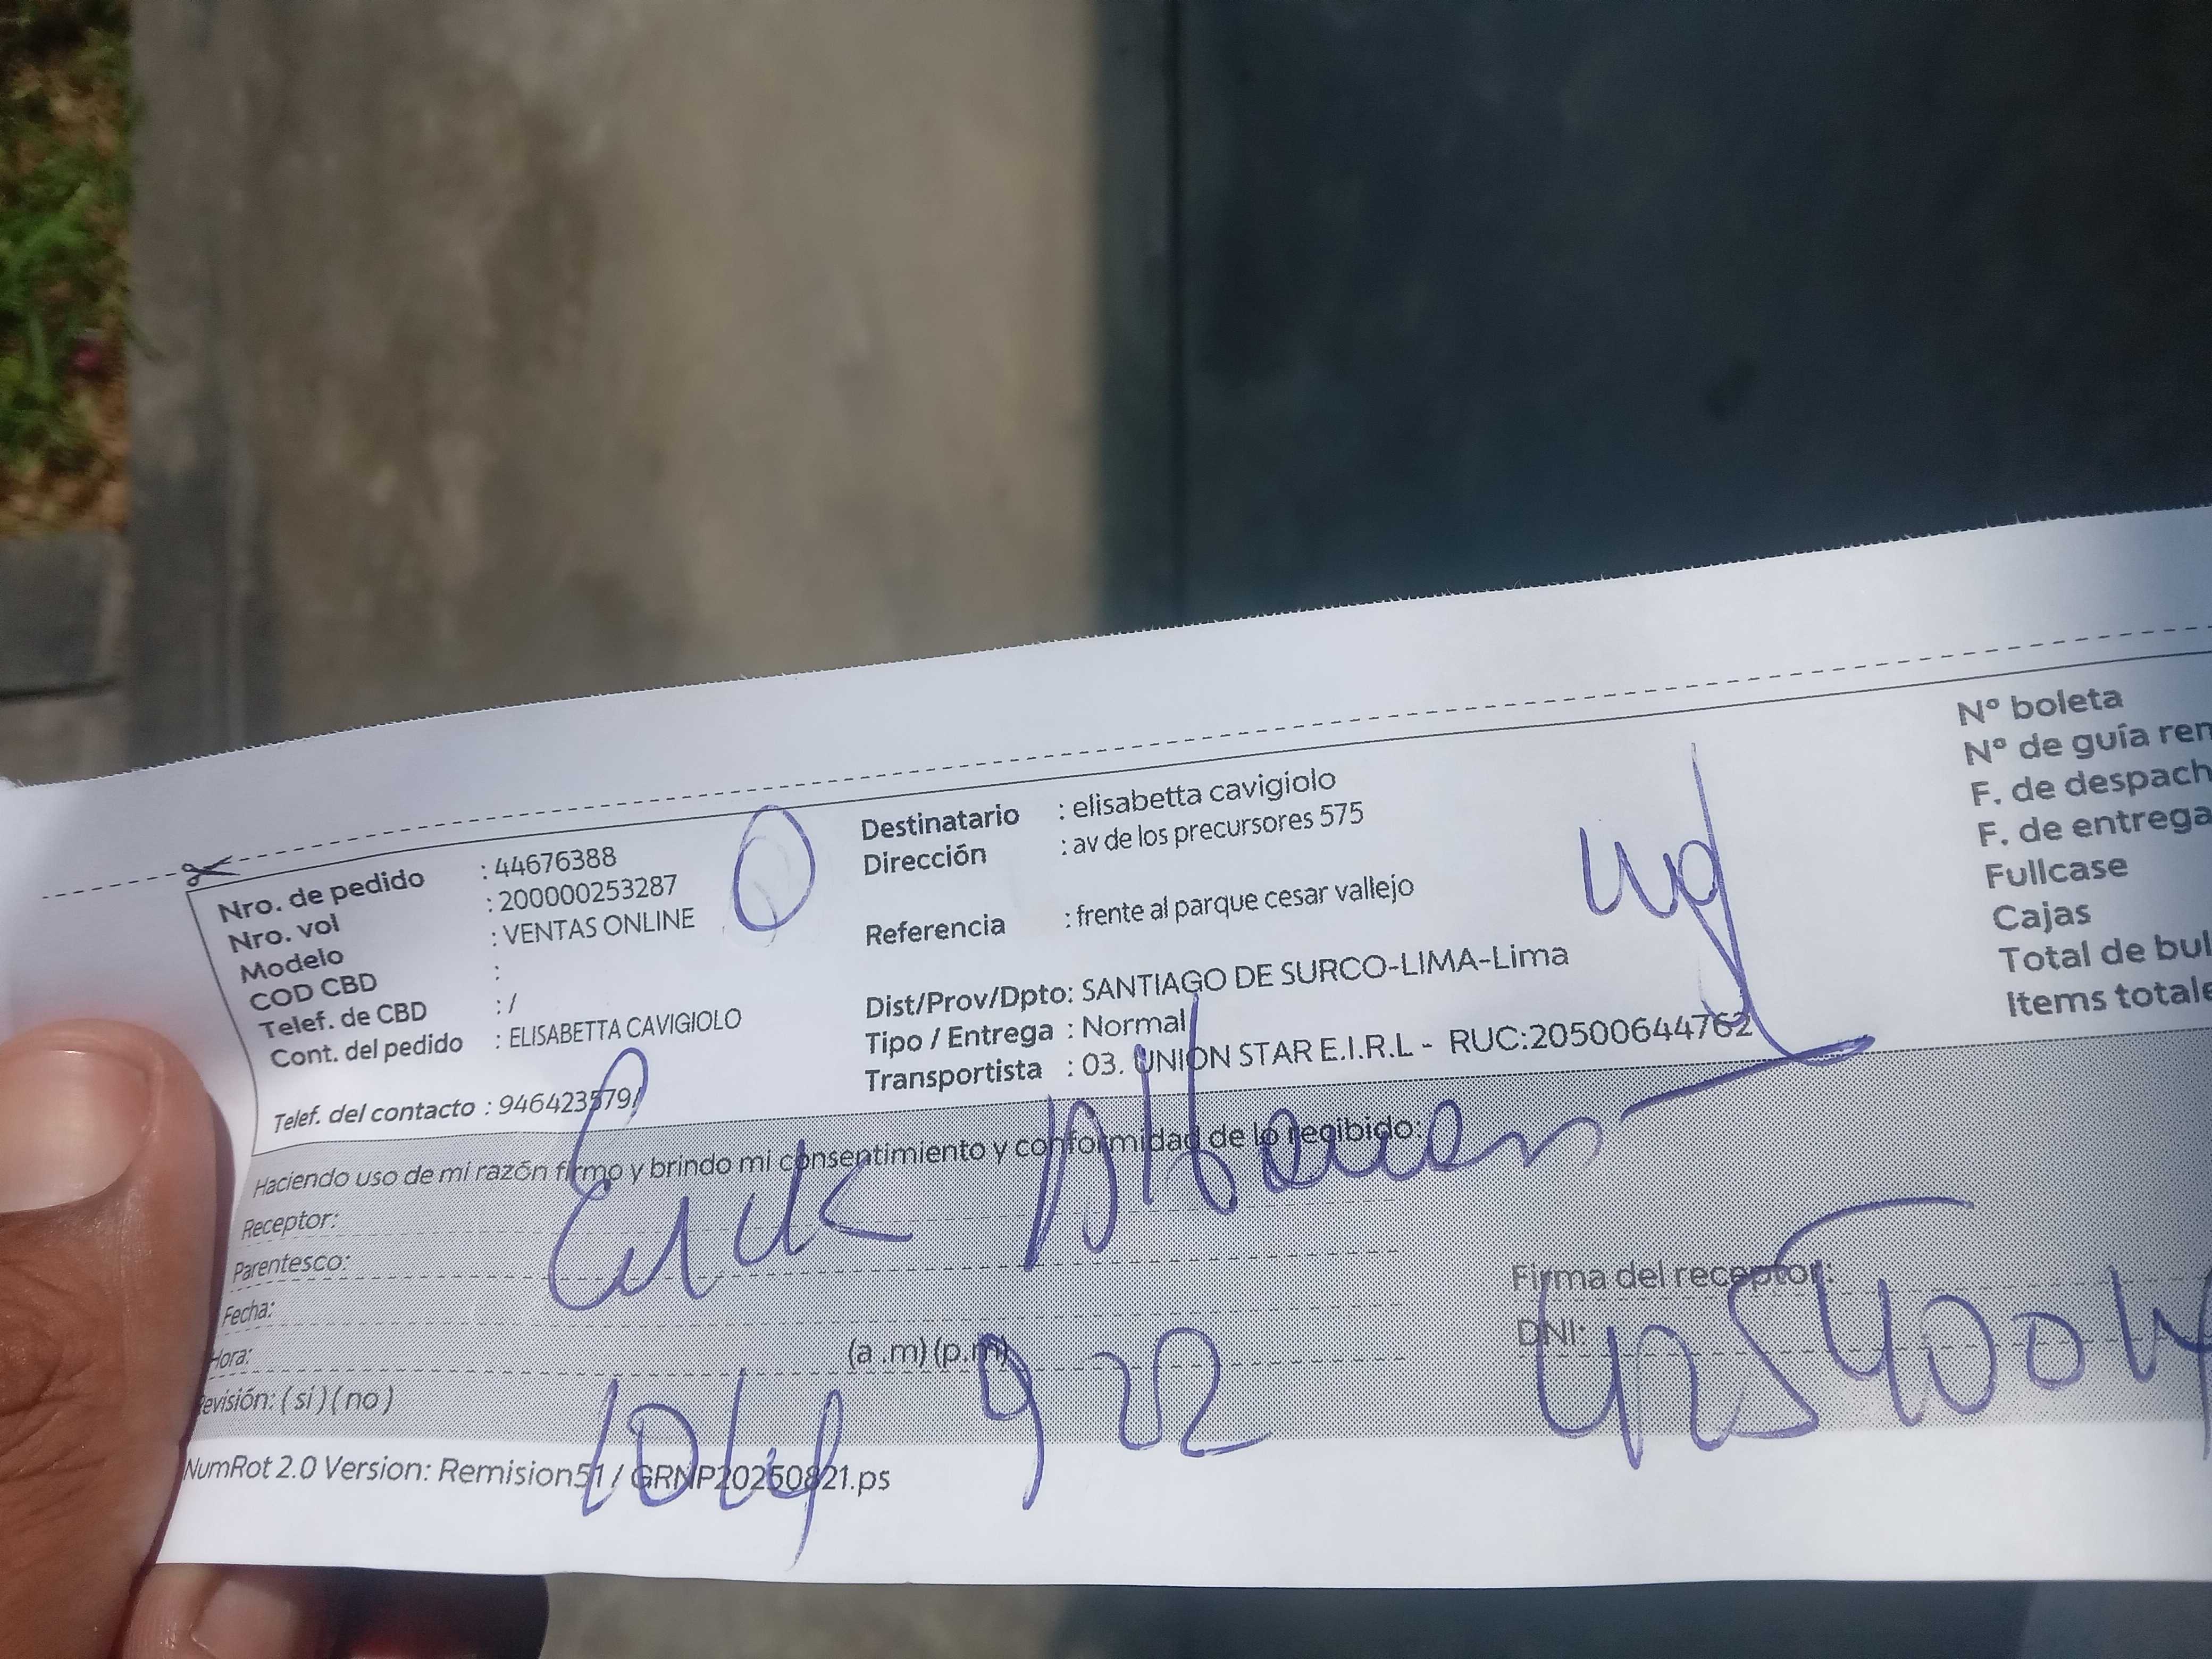 Nro. de pedido : 44676388
Nro. vol : 200000253287
Modelo : VENTAS ONLINE
COD CBD :
Telef. de CBD : /
Cont. del pedido : ELISABETTA CAVIGIOLO
Telef. del contacto : 946423579/
Destinatario : elisabetta cavigiolo
Dirección : av de los precursores 575
Referencia : frente al parque cesar vallejo
Dist/Prov/Dpto: SANTIAGO DE SURCO-LIMA-Lima
Tipo / Entrega : Normal
Transportista : 03. UNION STAR E.I.R.L - RUC:20500644762
N° boleta
N° de guía rem
F. de despach
F. de entrega
Fullcase
Cajas
Total de bul
Items totale
Haciendo uso de mi razón firmo y brindo mi consentimiento y conformidad de lo recibido:
Receptor: Erick
Parentesco:
Fecha:
Hora: (a .m) (p.m)
Revisión: ( si ) ( no )
Firma del receptor:
DNI:
922
NumRot 2.0 Version: Remision51 / GRNP20250821.ps